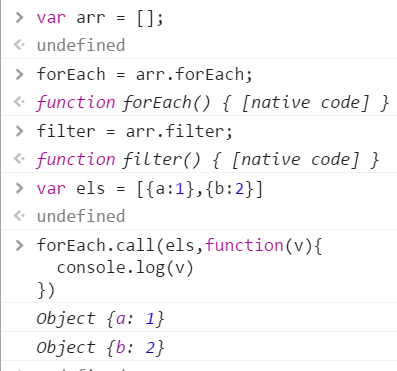 > var arr = [];
< undefined
> forEach = arr.forEach;
< function forEach() { [native code] }
> filter = arr.filter;
< function filter() { [native code] }
> var els = [{a:1},{b:2}]
< undefined
> forEach.call(els,function(v){
console.log(v)
})
Object {a: 1}
Object {b: 2}